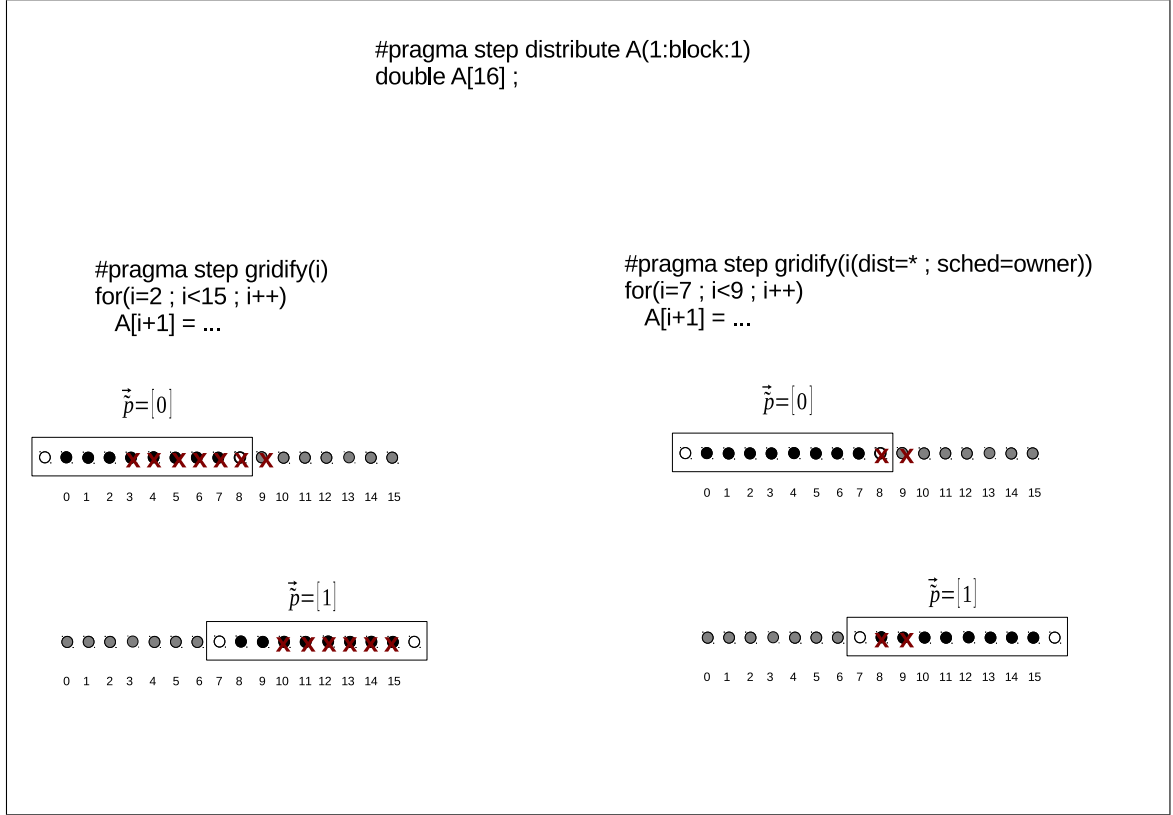 #pragma step distribute A(1:block:1)
double A[16] ;
#pragma step gridify(i)
for(i=2 ; i<15 ; i++)
A[i+1] = ...
p=[0]
x x x x x x x
0 1 2 3 4 5 6 7 8 9 10 11 12 13 14 15
p=[1]
x x x x x x
0 1 2 3 4 5 6 7 8 9 10 11 12 13 14 15
#pragma step gridify(i(dist=* ; sched=owner))
for(i=7 ; i<9 ; i++)
A[i+1] = ...
p=[0]
x x
0 1 2 3 4 5 6 7 8 9 10 11 12 13 14 15
p=[1]
x x
0 1 2 3 4 5 6 7 8 9 10 11 12 13 14 15